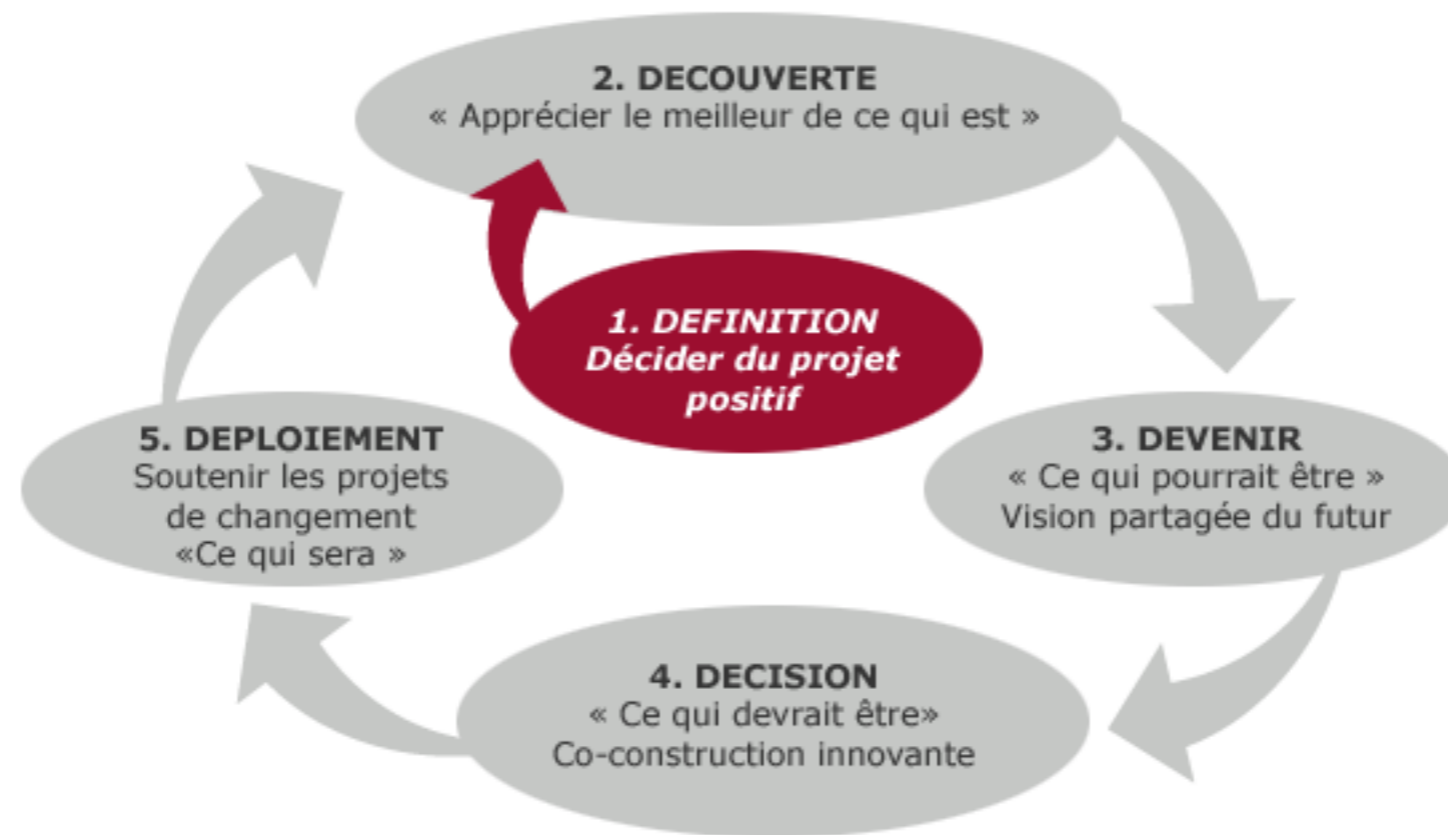 2. DECOUVERTE
« Apprécier le meilleur de ce qui est »
1. DEFINITION
Décider du projet
positif
3. DEVENIR
« Ce qui pourrait être »
Vision partagée du futur
4. DECISION
« Ce qui devrait être»
Co-construction innovante
5. DEPLOIEMENT
Soutenir les projets
de changement
«Ce qui sera »